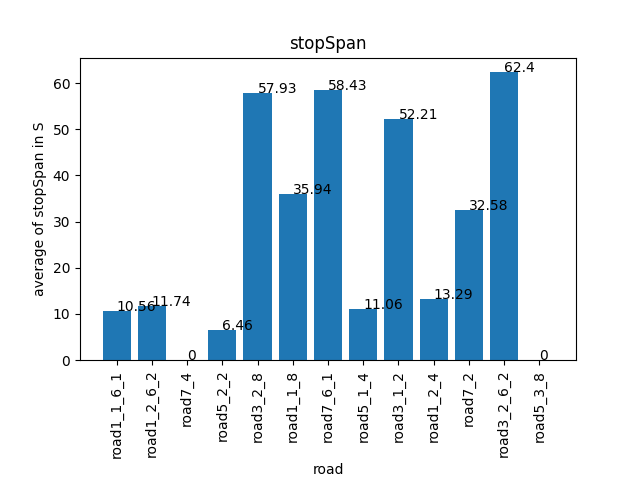 stopSpan
average of stopSpan in S
60
50
40
30
20
10
0
10.56
11.74
0
6.46
57.93
35.94
58.43
11.06
52.21
13.29
32.58
62.4
0
road1_1_6_1
road1_2_6_2
road7_4
road5_2_2
road3_2_8
road1_1_8
road7_6_1
road5_1_4
road3_1_2
road1_2_4
road7_2
road3_2_6_2
road5_3_8
road